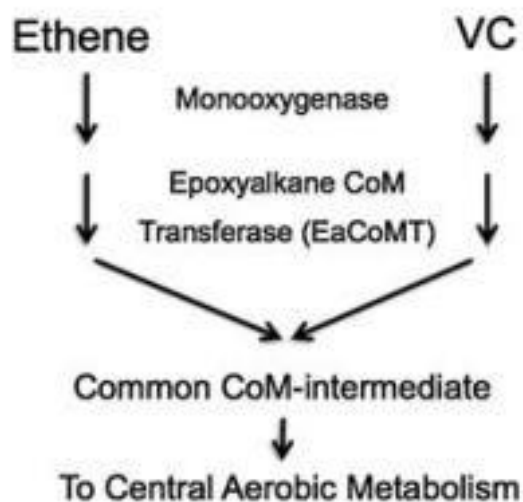 Ethene VC
Monooxygenase
Epoxyalkane CoM
Transferase (EaCoMT)
Common CoM-intermediate
To Central Aerobic Metabolism